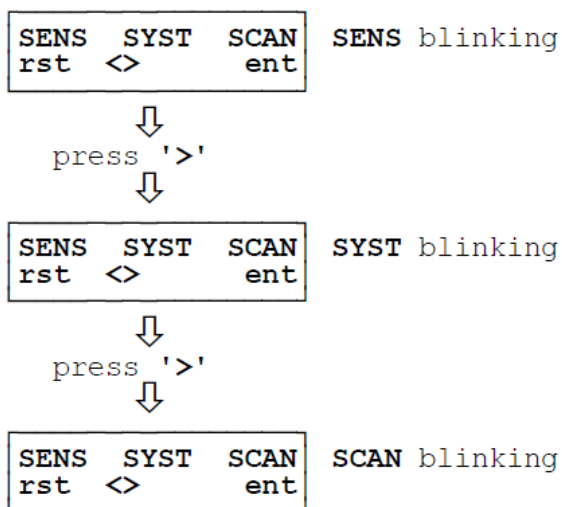 SENS SYST SCAN SENS blinking
rst <> ent
press '>'
SENS SYST SCAN SYST blinking
rst <> ent
press '>'
SENS SYST SCAN SCAN blinking
rst <> ent